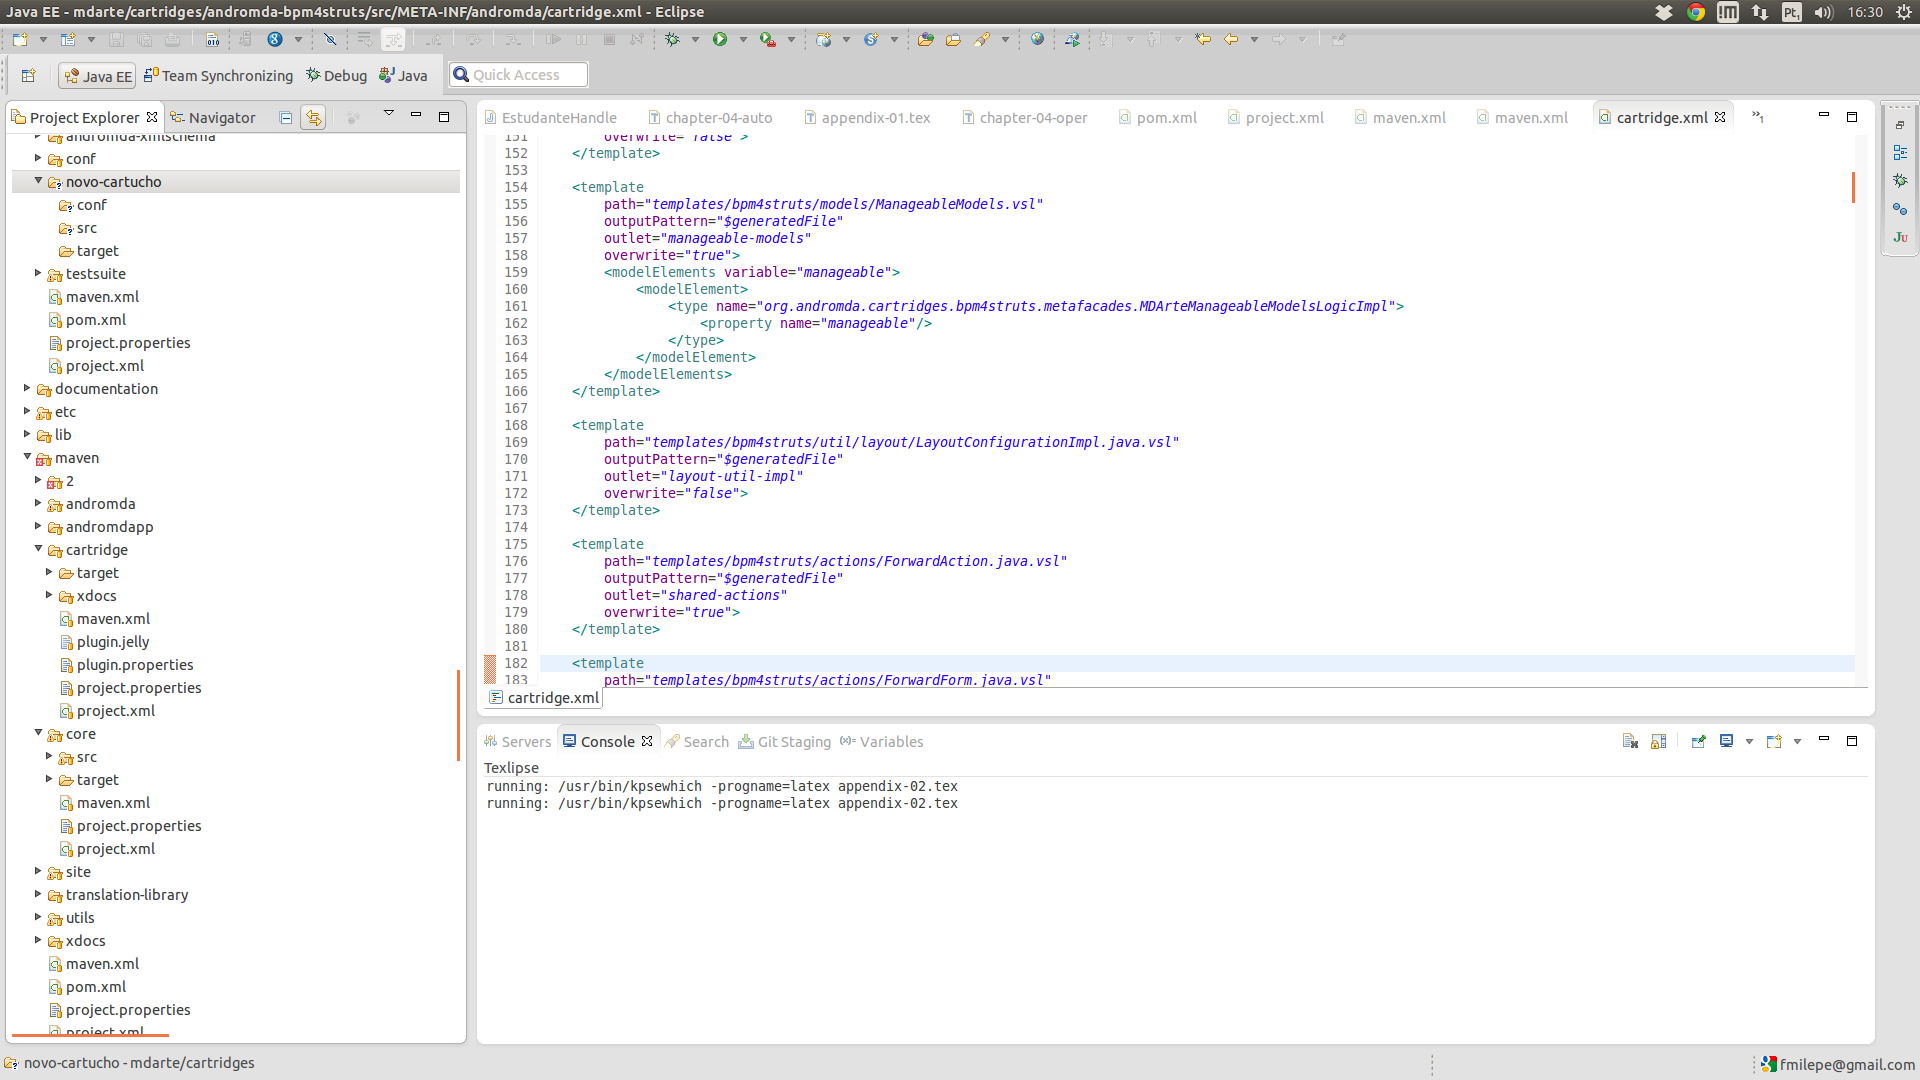 Java EE - mdarte/cartridges/andromda-bpm4struts/src/META-INF/andromda/cartridge.xml - Eclipse
Pt1
16:30
Java EE
Team Synchronizing
Debug
Java
Quick Access
Project Explorer
Navigator
andromda-xmlschema
conf
novo-cartucho
conf
src
target
testsuite
maven.xml
pom.xml
project.properties
project.xml
documentation
etc
lib
maven
2
andromda
andromdapp
cartridge
target
xdocs
maven.xml
plugin.jelly
plugin.properties
project.properties
project.xml
core
src
target
maven.xml
project.properties
project.xml
site
translation-library
utils
xdocs
maven.xml
pom.xml
project.properties
project.xml
EstudanteHandle
chapter-04-auto
appendix-01.tex
chapter-04-oper
pom.xml
project.xml
maven.xml
maven.xml
cartridge.xml
»1
151 overwrite="false">
152 </template>
153
154 <template
155 path="templates/bpm4struts/models/ManageableModels.vsl"
156 outputPattern="$generatedFile"
157 outlet="manageable-models"
158 overwrite="true">
159 <modelElements variable="manageable">
160 <modelElement>
161 <type name="org.andromda.cartridges.bpm4struts.metafacades.MDArteManageableModelsLogicImpl">
162 <property name="manageable"/>
163 </type>
164 </modelElement>
165 </modelElements>
166 </template>
167
168 <template
169 path="templates/bpm4struts/util/layout/LayoutConfigurationImpl.java.vsl"
170 outputPattern="$generatedFile"
171 outlet="layout-util-impl"
172 overwrite="false">
173 </template>
174
175 <template
176 path="templates/bpm4struts/actions/ForwardAction.java.vsl"
177 outputPattern="$generatedFile"
178 outlet="shared-actions"
179 overwrite="true">
180 </template>
181
182 <template
183 path="templates/bpm4struts/actions/ForwardForm.java.vsl"
cartridge.xml
Servers
Console
Search
Git Staging
(x)= Variables
Texlipse
running: /usr/bin/kpsewhich -progname=latex appendix-02.tex
running: /usr/bin/kpsewhich -progname=latex appendix-02.tex
novo-cartucho - mdarte/cartridges
fmilepe@gmail.com